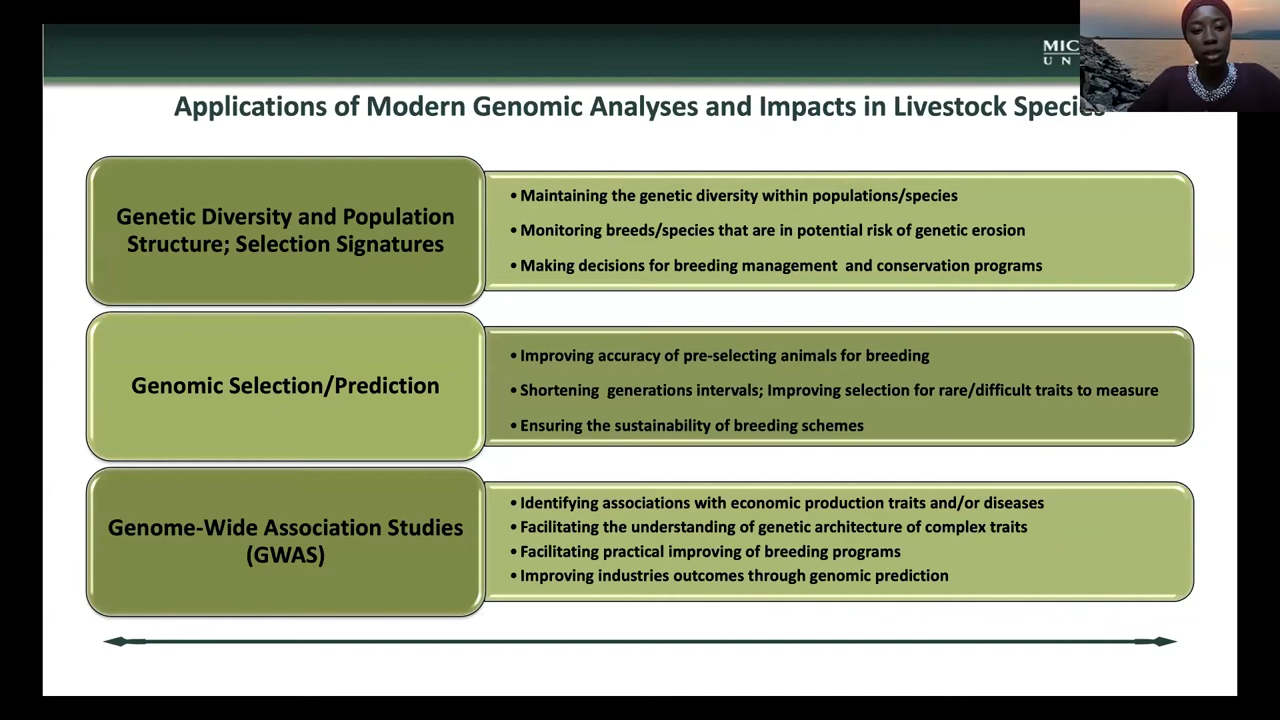 MIC
UN
Applications of Modern Genomic Analyses and Impacts in Livestock Species
Genetic Diversity and Population
Structure; Selection Signatures
• Maintaining the genetic diversity within populations/species
• Monitoring breeds/species that are in potential risk of genetic erosion
• Making decisions for breeding management and conservation programs
Genomic Selection/Prediction
• Improving accuracy of pre-selecting animals for breeding
• Shortening generations intervals; Improving selection for rare/difficult traits to measure
• Ensuring the sustainability of breeding schemes
Genome-Wide Association Studies
(GWAS)
• Identifying associations with economic production traits and/or diseases
• Facilitating the understanding of genetic architecture of complex traits
• Facilitating practical improving of breeding programs
• Improving industries outcomes through genomic prediction